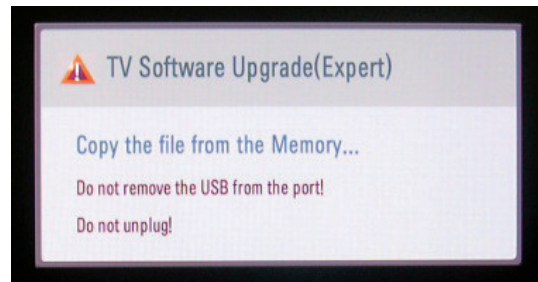 TV Software Upgrade(Expert)
Copy the file from the Memory...
Do not remove the USB from the port!
Do not unplug!